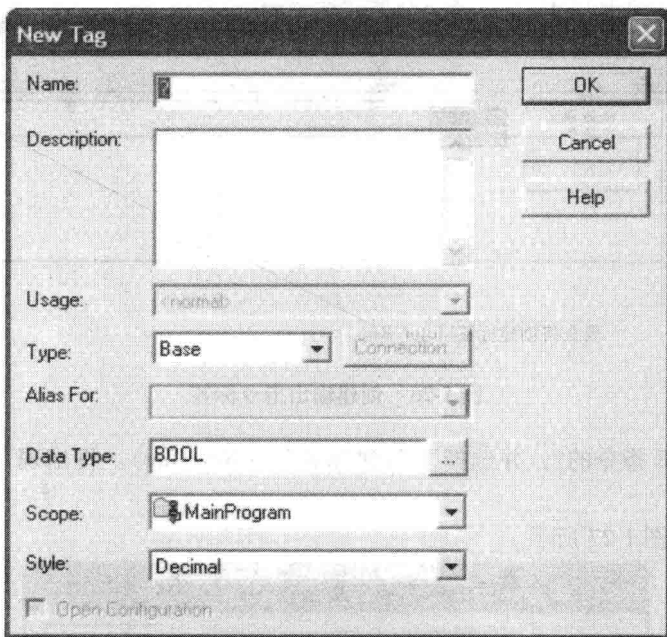 New Tag
Name: ?
OK
Description:
Cancel
Help
Usage: <normal>
Type: Base Connection...
Alias For:
Data Type: BOOL ...
Scope: MainProgram
Style: Decimal
Open Configuration